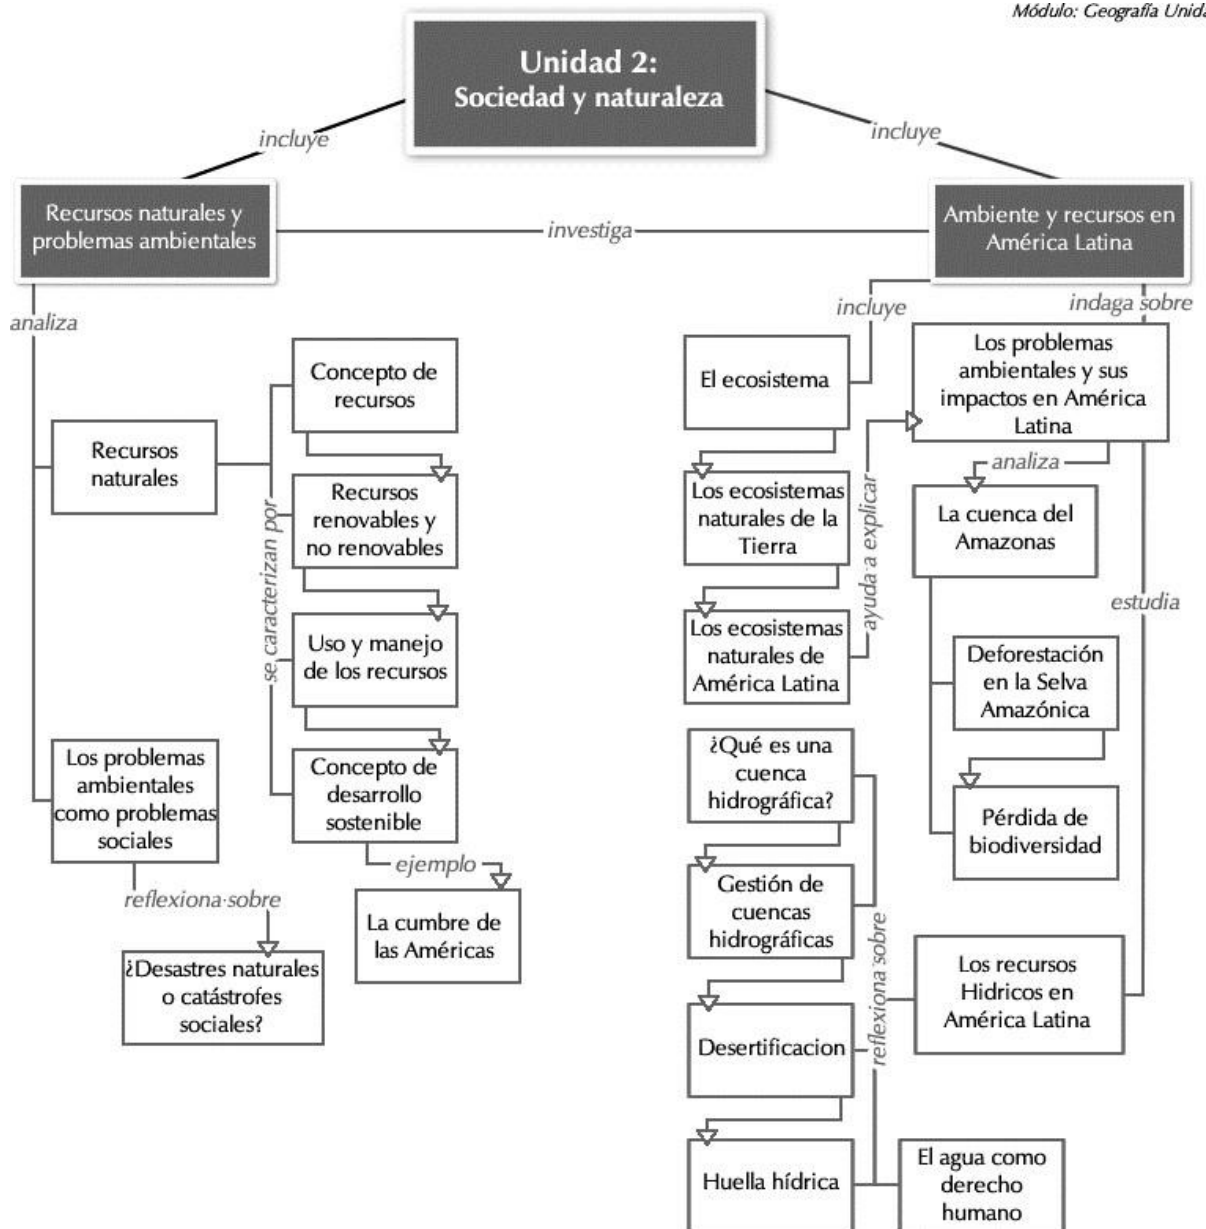 Módulo: Geografía Unida
Unidad 2:
Sociedad y naturaleza
incluye
incluye
Recursos naturales y
problemas ambientales
investiga
Ambiente y recursos en
América Latina
analiza
Recursos
naturales
se caracterizan por
Concepto de
recursos
Recursos
renovables y
no renovables
Uso y manejo
de los recursos
Concepto de
desarrollo
sostenible
ejemplo
La cumbre de
las Américas
Los problemas
ambientales
como problemas
sociales
reflexiona sobre
¿Desastres naturales
o catástrofes
sociales?
incluye
El ecosistema
Los ecosistemas
naturales de la
Tierra
Los ecosistemas
naturales de
América Latina
ayuda a explicar
indaga sobre
Los problemas
ambientales y sus
impactos en América
Latina
analiza
La cuenca del
Amazonas
Deforestación
en la Selva
Amazónica
Pérdida de
biodiversidad
estudia
Los recursos
Hidricos en
América Latina
reflexiona sobre
¿Qué es una
cuenca
hidrográfica?
Gestión de
cuencas
hidrográficas
Desertificacion
Huella hídrica
El agua como
derecho
humano